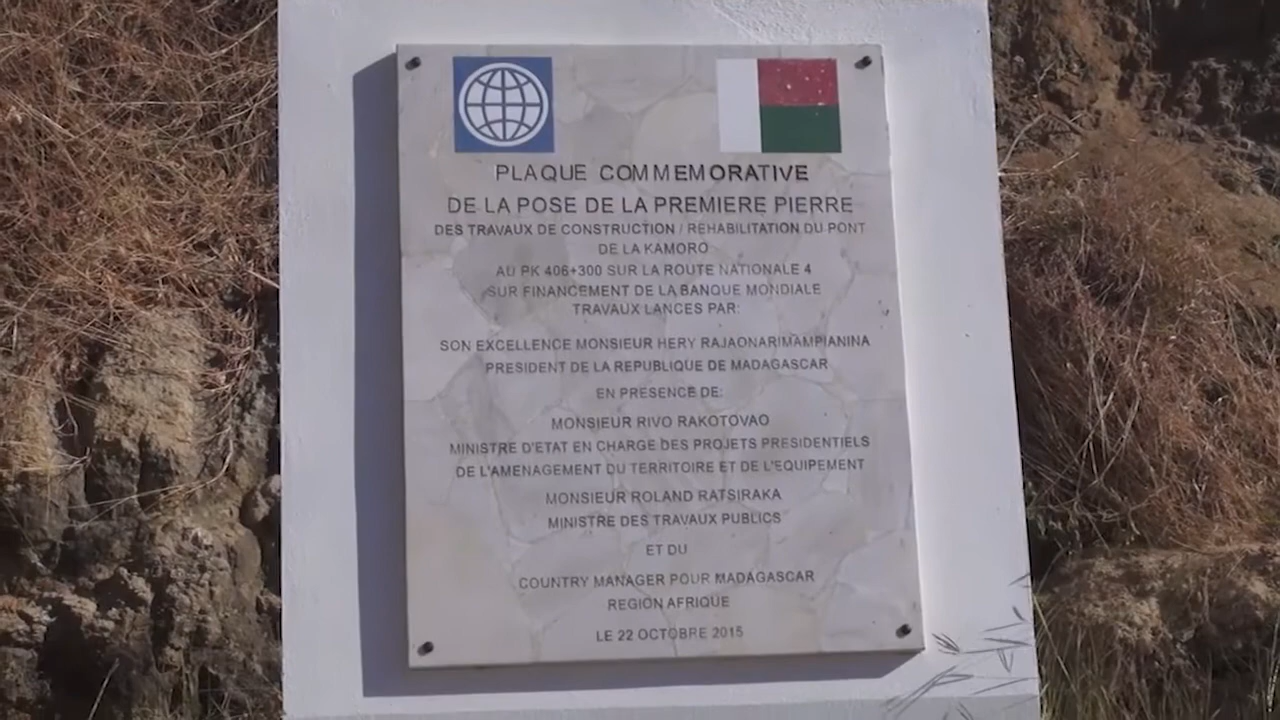 PLAQUE COMMEMORATIVE
DE LA POSE DE LA PREMIERE PIERRE
DES TRAVAUX DE CONSTRUCTION / REHABILITATION DU PONT
DE LA KAMORO
AU PK 406+300 SUR LA ROUTE NATIONALE 4
SUR FINANCEMENT DE LA BANQUE MONDIALE
TRAVAUX LANCES PAR:
SON EXCELLENCE MONSIEUR HERY RAJAONARIMAMPIANINA
PRESIDENT DE LA REPUBLIQUE DE MADAGASCAR
EN PRESENCE DE:
MONSIEUR RIVO RAKOTOVAO
MINISTRE D'ETAT EN CHARGE DES PROJETS PRESIDENTIELS
DE L'AMENAGEMENT DU TERRITOIRE ET DE L'EQUIPEMENT
MONSIEUR ROLAND RATSIRAKA
MINISTRE DES TRAVAUX PUBLICS
ET DU
COUNTRY MANAGER POUR MADAGASCAR
REGION AFRIQUE
LE 22 OCTOBRE 2015